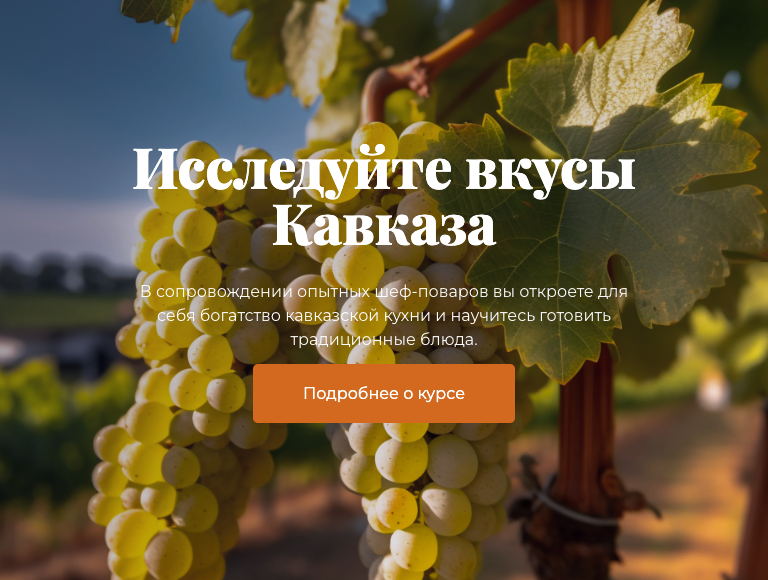 Исследуйте вкусы
Кавказа
В сопровождении опытных шеф-поваров вы откроете для
себя богатство кавказской кухни и научитесь готовить
традиционные блюда.
Подробнее о курсе